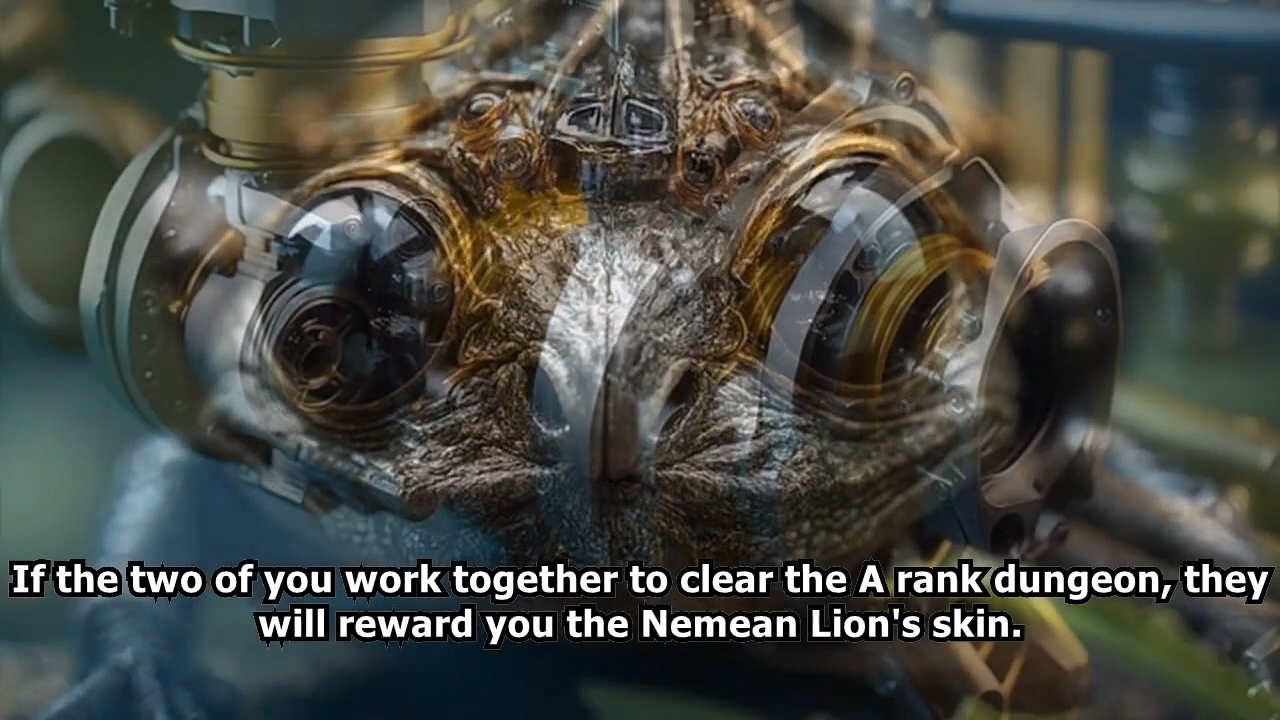 If the two of you work together to clear the A rank dungeon, they
will reward you the Nemean Lion's skin.